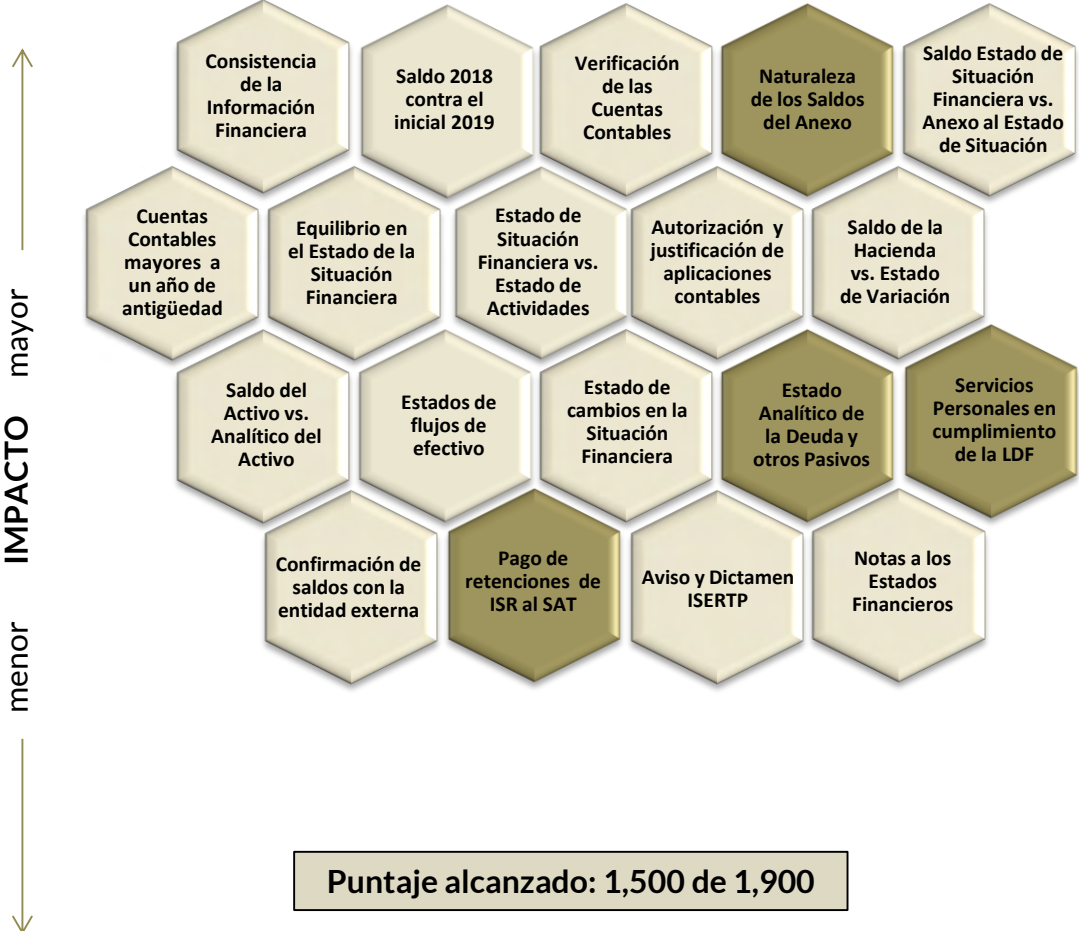 Consistencia
de la
Información
Financiera
Saldo 2018
contra el
inicial 2019
Verificación
de las
Cuentas
Contables
Naturaleza
de los Saldos
del Anexo
Saldo Estado de
Situación
Financiera vs.
Anexo al Estado
de Situación
Cuentas
Contables
mayores a
un año de
antigüedad
Equilibrio en
el Estado de la
Situación
Financiera
Estado de
Situación
Financiera vs.
Estado de
Actividades
Autorización y
justificación de
aplicaciones
contables
Saldo de la
Hacienda
vs. Estado
de Variación
Saldo del
Activo vs.
Analítico del
Activo
Estados de
flujos de
efectivo
Estado de
cambios en la
Situación
Financiera
Estado
Analítico de
la Deuda y
otros Pasivos
Servicios
Personales en
cumplimiento
de la LDF
Confirmación de
saldos con la
entidad externa
Pago de
retenciones de
ISR al SAT
Aviso y Dictamen
ISERTP
Notas a los
Estados
Financieros
menor IMPACTO mayor
Puntaje alcanzado: 1,500 de 1,900